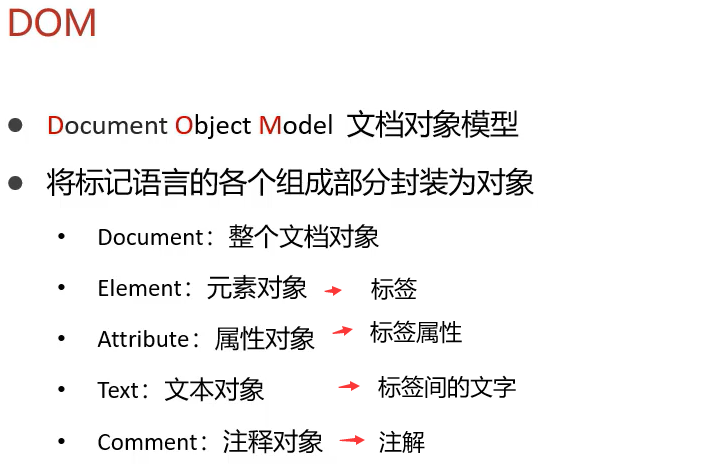 DOM
Document Object Model 文档对象模型
将标记语言的各个组成部分封装为对象
Document：整个文档对象
Element：元素对象 标签
Attribute：属性对象 标签属性
Text：文本对象 标签间的文字
Comment：注释对象 注解